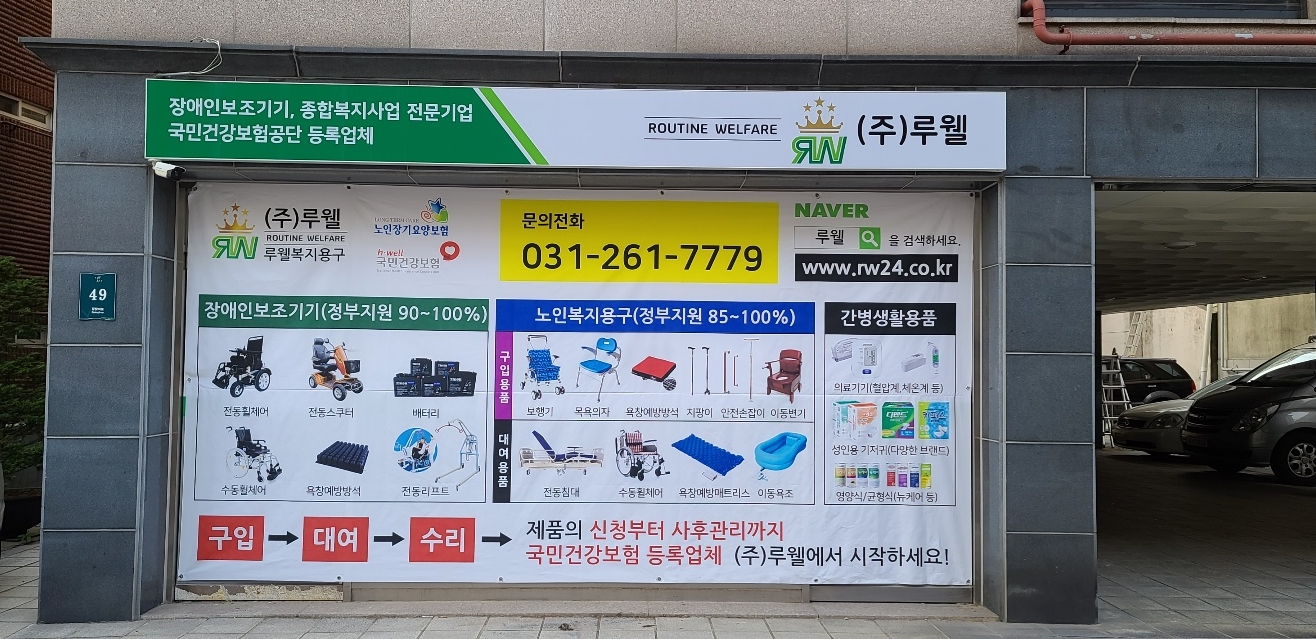 장애인보조기기, 종합복지사업 전문기업
국민건강보험공단 등록업체
ROUTINE WELFARE
RW
(주)루웰
RW
(주)루웰
ROUTINE WELFARE
루웰복지용구
LONG TERM CARE
노인장기요양보험
h·well
국민건강보험
문의전화
031-261-7779
NAVER
루웰 을 검색하세요.
www.rw24.co.kr
49
장애인보조기기(정부지원 90~100%)
전동휠체어 전동스쿠터 배터리
수동휠체어 욕창예방방석 전동리프트
노인복지용구(정부지원 85~100%)
구입용품
보행기 목욕의자 욕창예방방석 지팡이 안전손잡이 이동변기
대여용품
전동침대 수동휠체어 욕창예방매트리스 이동욕조
간병생활용품
의료기기(혈압계,체온계 등)
성인용 기저귀(다양한 브랜드)
영양식/균형식(뉴케어 등)
구입 → 대여 → 수리 →
제품의 신청부터 사후관리까지
국민건강보험 등록업체 (주)루웰에서 시작하세요!